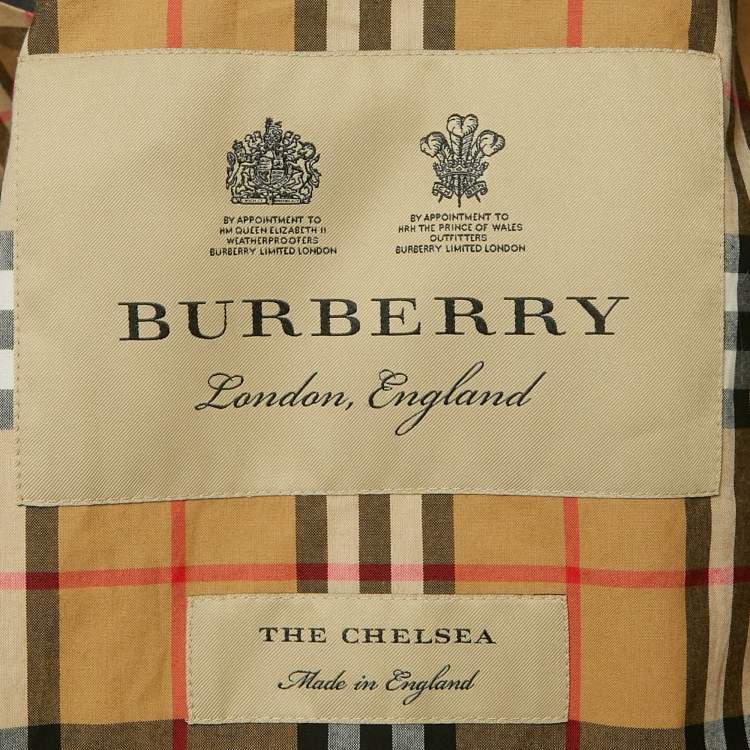 BY APPOINTMENT TO
HM QUEEN ELIZABETH II
WEATHERPROOFERS
BURBERRY LIMITED LONDON
BY APPOINTMENT TO
HRH THE PRINCE OF WALES
OUTFITTERS
BURBERRY LIMITED LONDON
BURBERRY
London, England
THE CHELSEA
Made in England